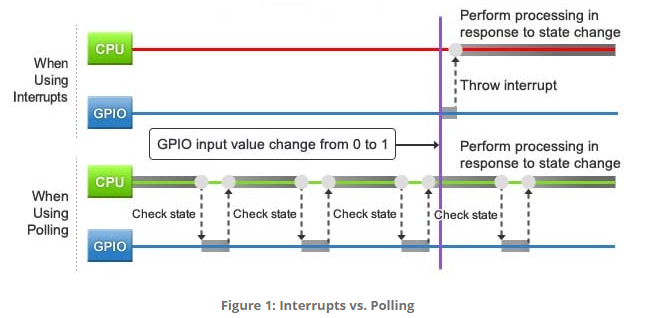 Perform processing in
response to state change
CPU
When
Using
Interrupts
Throw interrupt
GPIO
GPIO input value change from 0 to 1
Perform processing in
response to state change
CPU
When
Using
Polling
Check state
Check state
Check state
Check state
GPIO
Figure 1: Interrupts vs. Polling